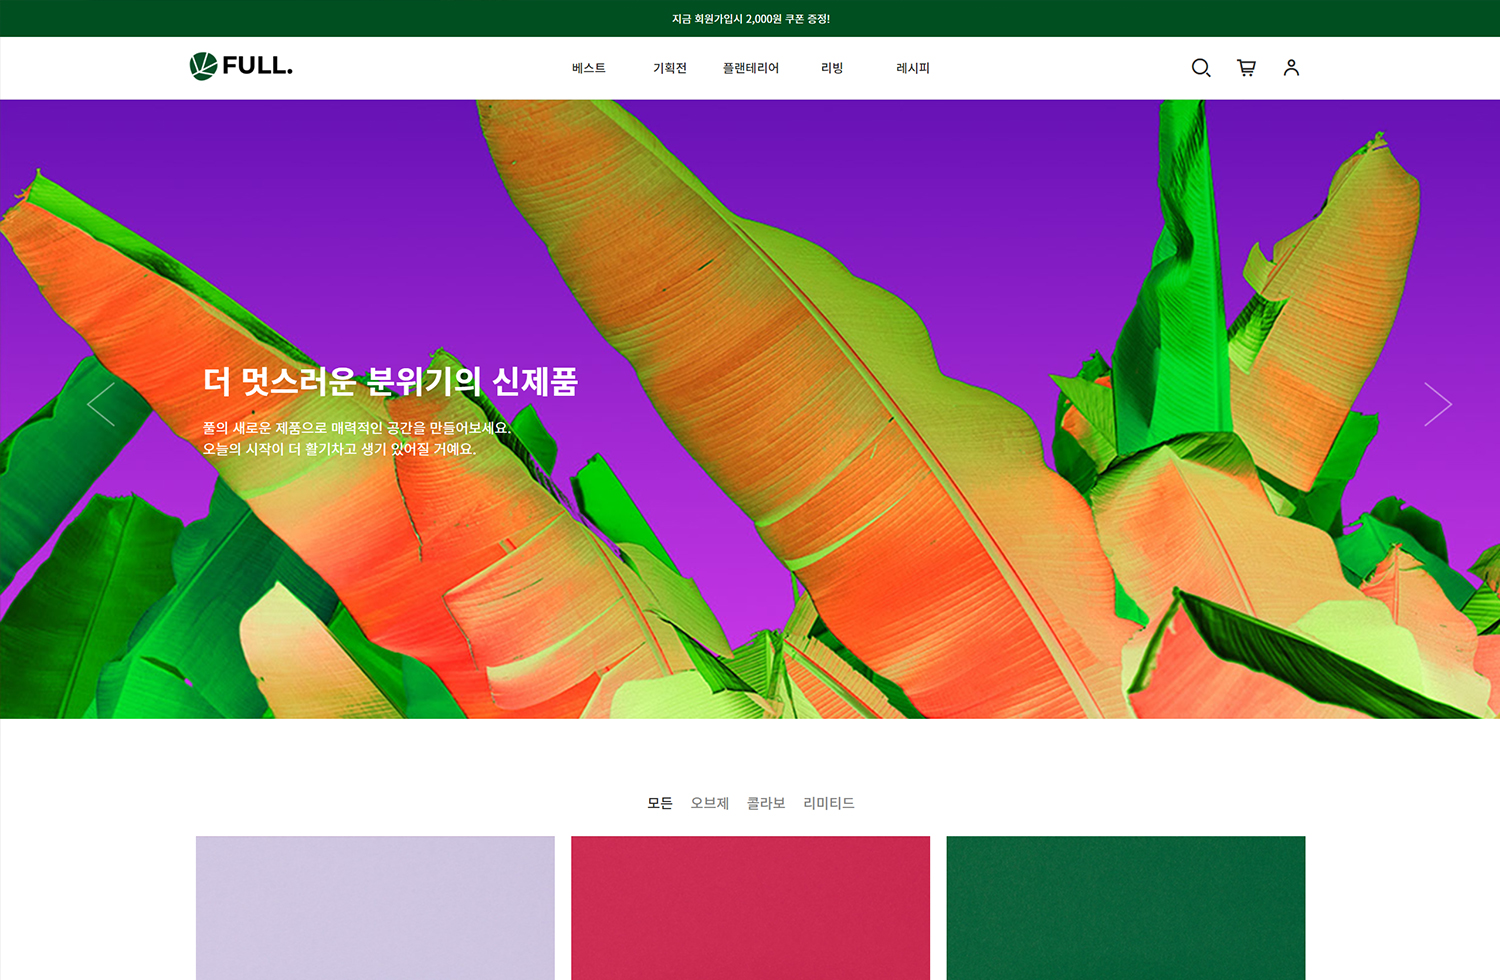 지금 회원가입시 2,000원 쿠폰 증정!
FULL.
베스트 기획전 플랜테리어 리빙 레시피
더 멋스러운 분위기의 신제품
풀의 새로운 제품으로 매력적인 공간을 만들어보세요.
오늘의 시작이 더 활기차고 생기 있어질 거예요.
모든 오브제 콜라보 리미티드